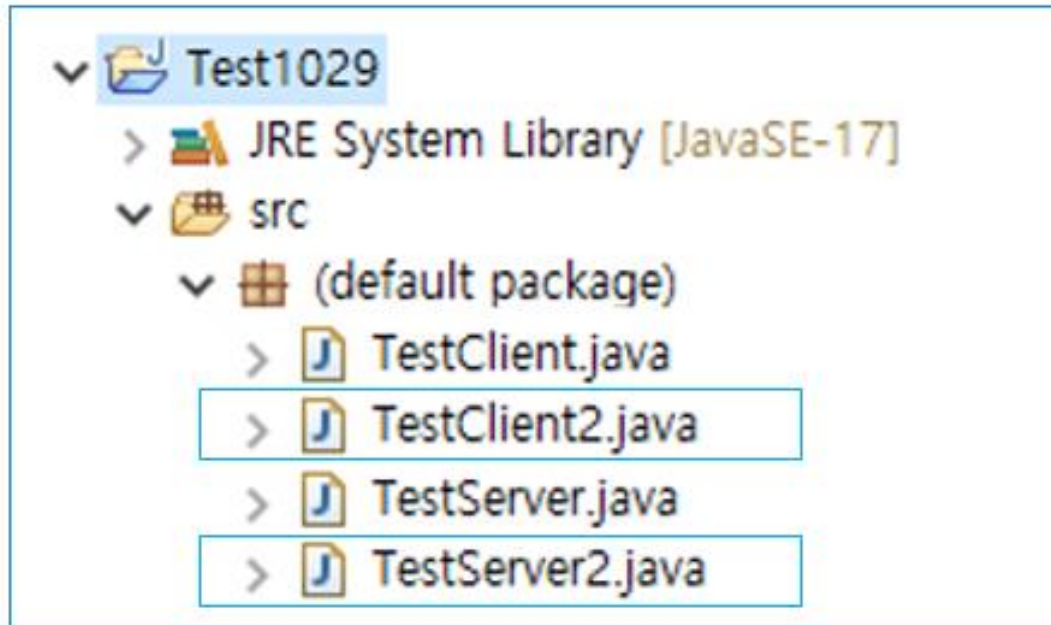 Test1029
JRE System Library [JavaSE-17]
src
(default package)
TestClient.java
TestClient2.java
TestServer.java
TestServer2.java